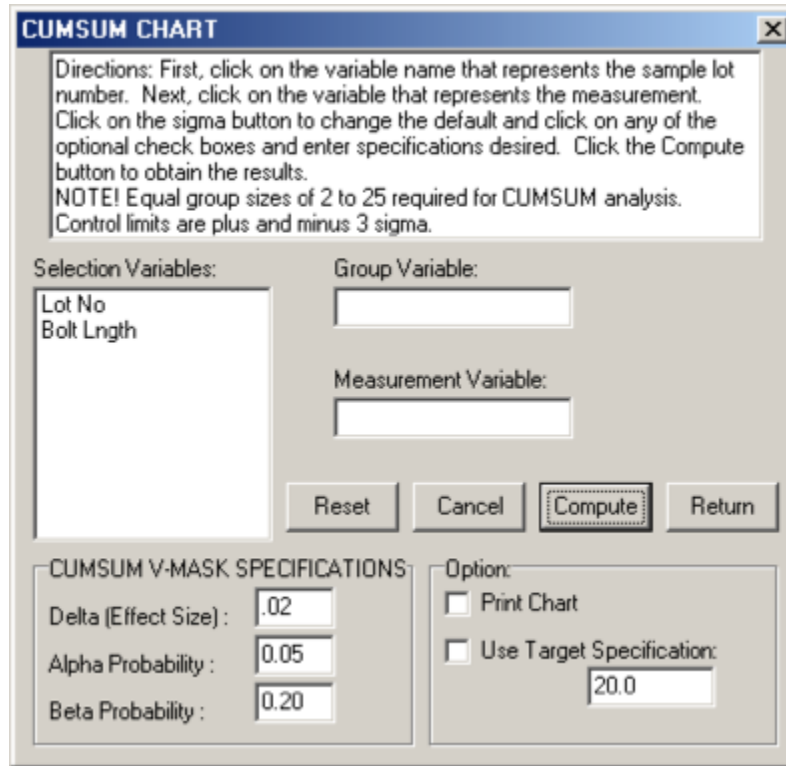 CUMSUM CHART
Directions: First, click on the variable name that represents the sample lot
number. Next, click on the variable that represents the measurement.
Click on the sigma button to change the default and click on any of the
optional check boxes and enter specifications desired. Click the Compute
button to obtain the results.
NOTE! Equal group sizes of 2 to 25 required for CUMSUM analysis.
Control limits are plus and minus 3 sigma.
Selection Variables:
Lot No
Bolt Lngth
Group Variable:
Measurement Variable:
Reset
Cancel
Compute
Return
CUMSUM V-MASK SPECIFICATIONS
Delta (Effect Size) :
.02
Alpha Probability :
0.05
Beta Probability :
0.20
Option:
Print Chart
Use Target Specification:
20.0